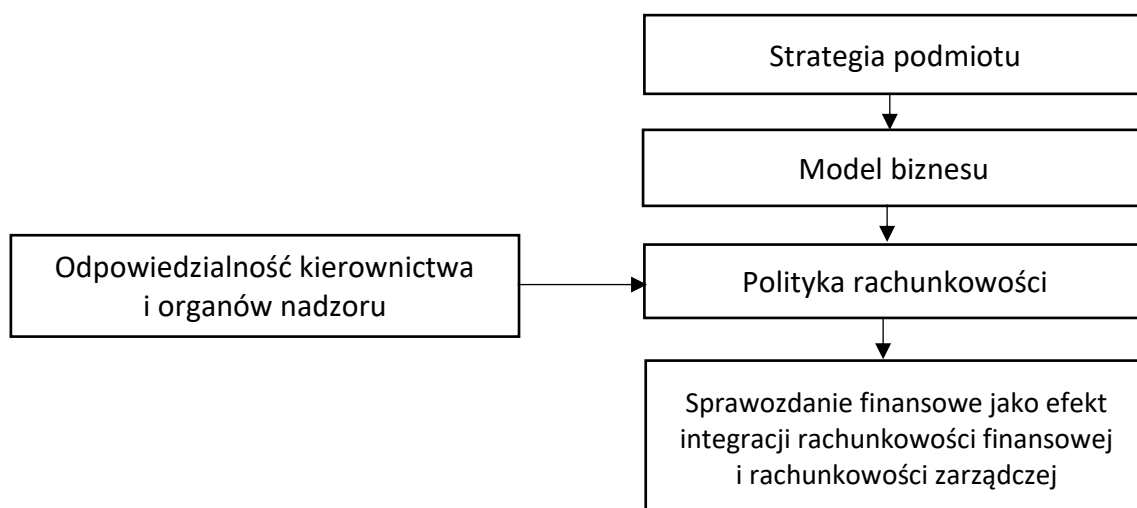 Strategia podmiotu
Model biznesu
Odpowiedzialność kierownictwa
i organów nadzoru
Polityka rachunkowości
Sprawozdanie finansowe jako efekt
integracji rachunkowości finansowej
i rachunkowości zarządczej